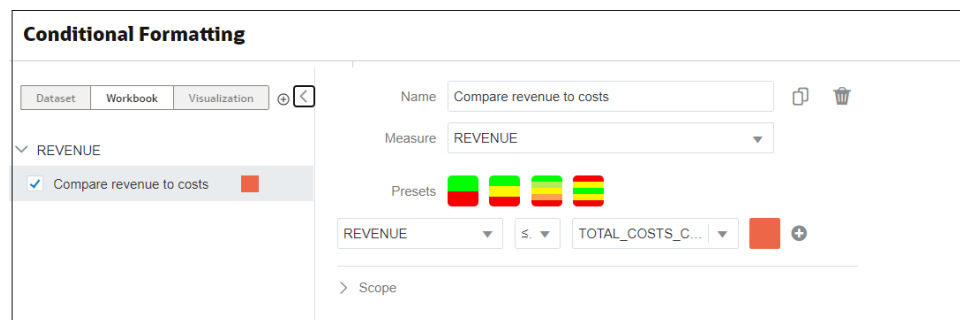 Conditional Formatting
Dataset Workbook Visualization
REVENUE
Compare revenue to costs
Name Compare revenue to costs
Measure REVENUE
Presets
REVENUE ≤. TOTAL_COSTS_C...
Scope